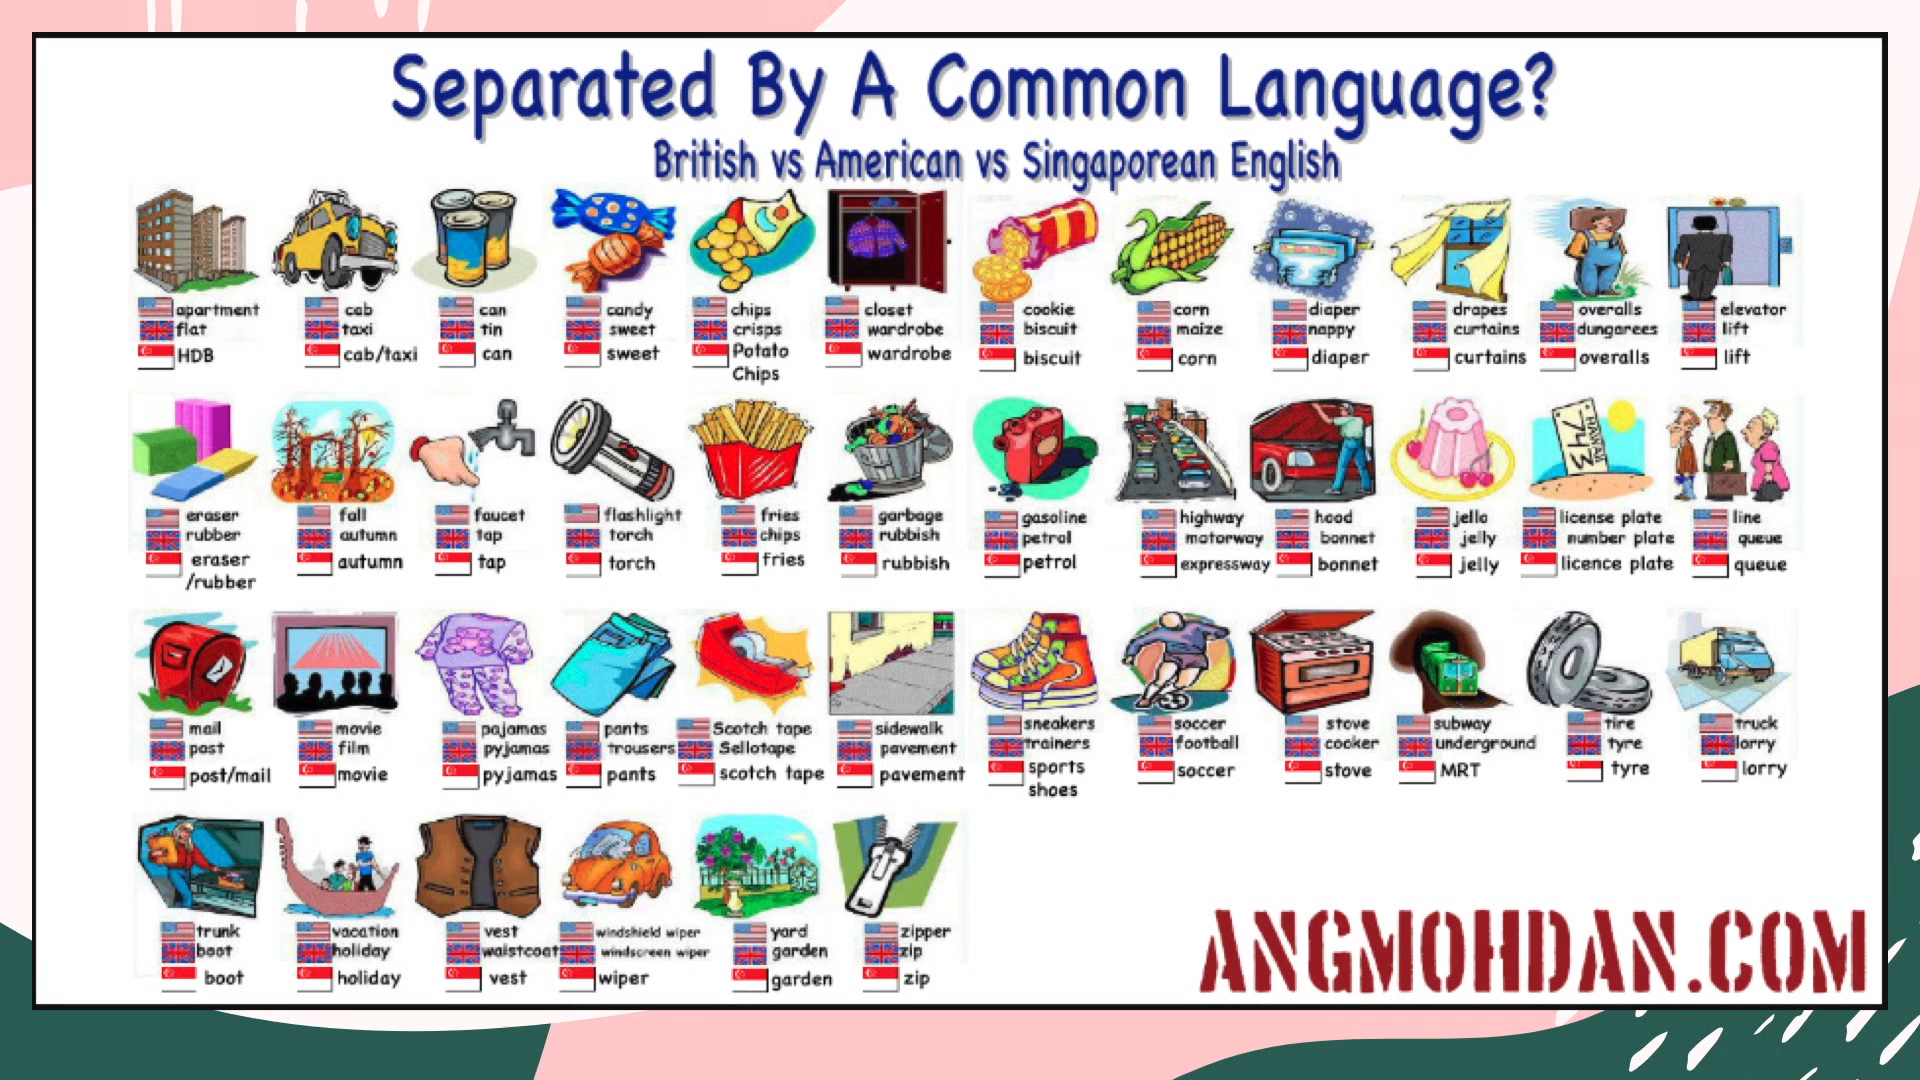 Separated By A Common Language?
British vs American vs Singaporean English
apartment
flat
HDB
cab
taxi
cab/taxi
can
tin
can
candy
sweet
sweet
chips
crisps
Potato
Chips
closet
wardrobe
wardrobe
cookie
biscuit
biscuit
corn
maize
corn
diaper
nappy
diaper
drapes
curtains
curtains
overalls
dungarees
overalls
elevator
lift
lift
eraser
rubber
eraser
/rubber
fall
autumn
autumn
faucet
tap
tap
flashlight
torch
torch
fries
chips
fries
garbage
rubbish
rubbish
gasoline
petrol
petrol
highway
motorway
expressway
hood
bonnet
bonnet
jello
jelly
jelly
license plate
number plate
licence plate
line
queue
queue
mail
post
post/mail
movie
film
movie
pajamas
pyjamas
pyjamas
pants
trousers
pants
Scotch tape
Sellotape
scotch tape
sidewalk
pavement
pavement
sneakers
trainers
sports
shoes
soccer
football
soccer
stove
cooker
stove
subway
underground
MRT
tire
tyre
tyre
truck
lorry
lorry
trunk
boot
boot
vacation
holiday
holiday
vest
waistcoat
vest
windshield wiper
windscreen wiper
wiper
yard
garden
garden
zipper
zip
zip
ANGMOHDAN.COM